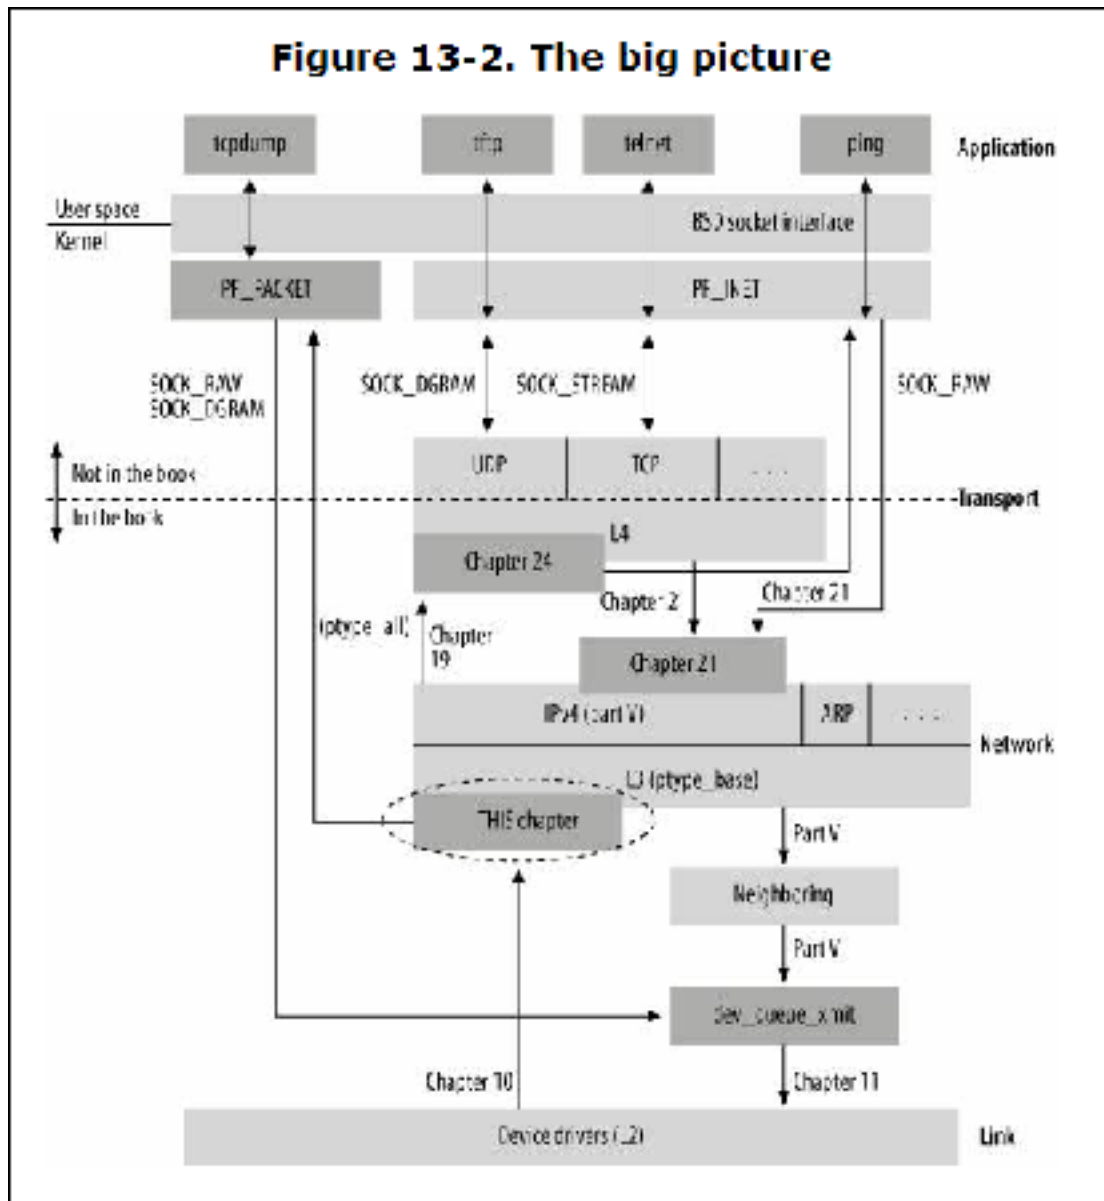 Figure 13-2. The big picture
tcpdump
tftp
telnet
ping
Application
User space
Kernel
BSD socket interface
PF_PACKET
PF_INET
SOCK_RAW
SOCK_DGRAM
SOCK_DGRAM
SOCK_STREAM
SOCK_RAW
Not in the book
In the book
UDP
TCP
. . .
Transport
L4
Chapter 24
Chapter 21
Chapter 21
(ptype_all)
Chapter
19
Chapter 21
IPv4 (part V)
ARP
. . .
Network
L3 (ptype_base)
THIS chapter
Part V
Neighboring
Part V
dev_queue_xmit
Chapter 10
Chapter 11
Device drivers (L2)
Link